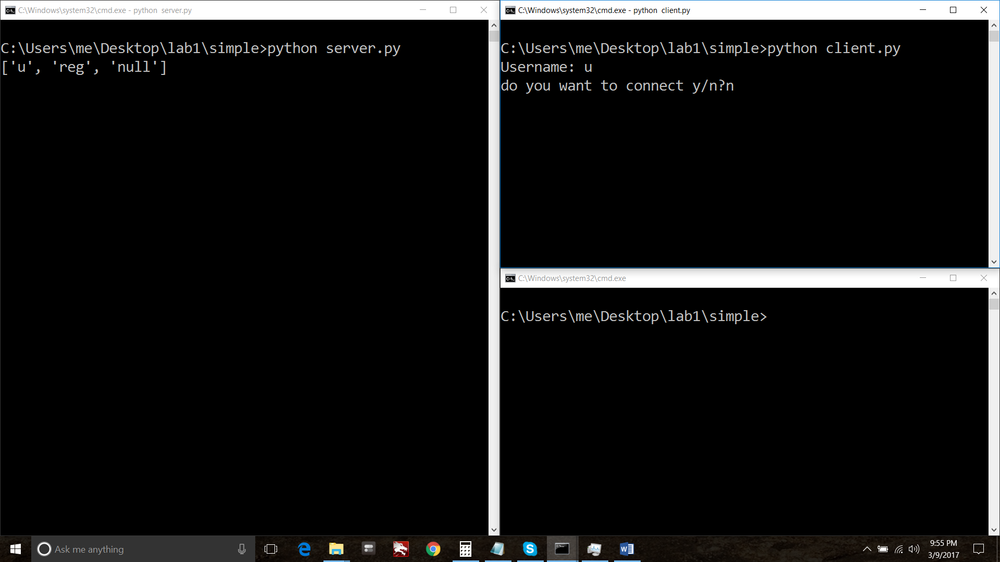 C:\Windows\system32\cmd.exe - python  server.py
C:\Users\me\Desktop\lab1\simple>python server.py
['u', 'reg', 'null']
C:\Windows\system32\cmd.exe - python  client.py
C:\Users\me\Desktop\lab1\simple>python client.py
Username: u
do you want to connect y/n?n
C:\Windows\system32\cmd.exe
C:\Users\me\Desktop\lab1\simple>
Ask me anything
9:55 PM
3/9/2017